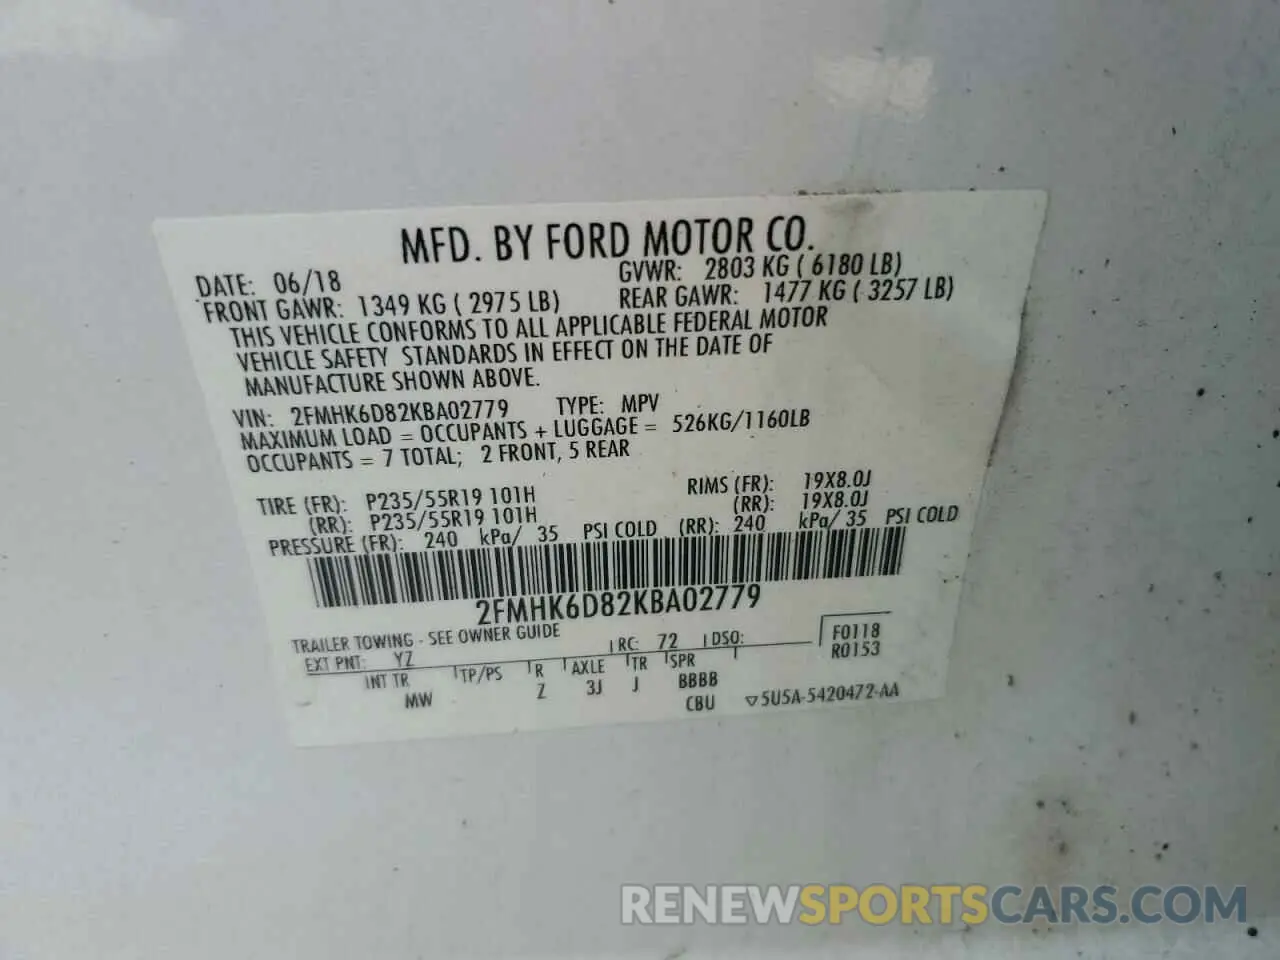 MFD. BY FORD MOTOR CO.
DATE: 06/18 GVWR: 2803 KG ( 6180 LB)
FRONT GAWR: 1349 KG ( 2975 LB) REAR GAWR: 1477 KG ( 3257 LB)
THIS VEHICLE CONFORMS TO ALL APPLICABLE FEDERAL MOTOR
VEHICLE SAFETY STANDARDS IN EFFECT ON THE DATE OF
MANUFACTURE SHOWN ABOVE.
VIN: 2FMHK6D82KBA02779 TYPE: MPV
MAXIMUM LOAD = OCCUPANTS + LUGGAGE = 526KG/1160LB
OCCUPANTS = 7 TOTAL; 2 FRONT, 5 REAR
TIRE (FR): P235/55R19 101H RIMS (FR): 19X8.0J
(RR): P235/55R19 101H (RR): 19X8.0J
PRESSURE (FR): 240 kPa/ 35 PSI COLD (RR): 240 kPa/ 35 PSI COLD
2FMHK6D82KBA02779
TRAILER TOWING - SEE OWNER GUIDE
EXT PNT: YZ RC: 72 DSO: F0118
R0153
INT TR TP/PS R AXLE TR SPR
MW Z 3J J BBBB
CBU ▽5U5A-5420472-AA
RENEWSPORTSCARS.COM